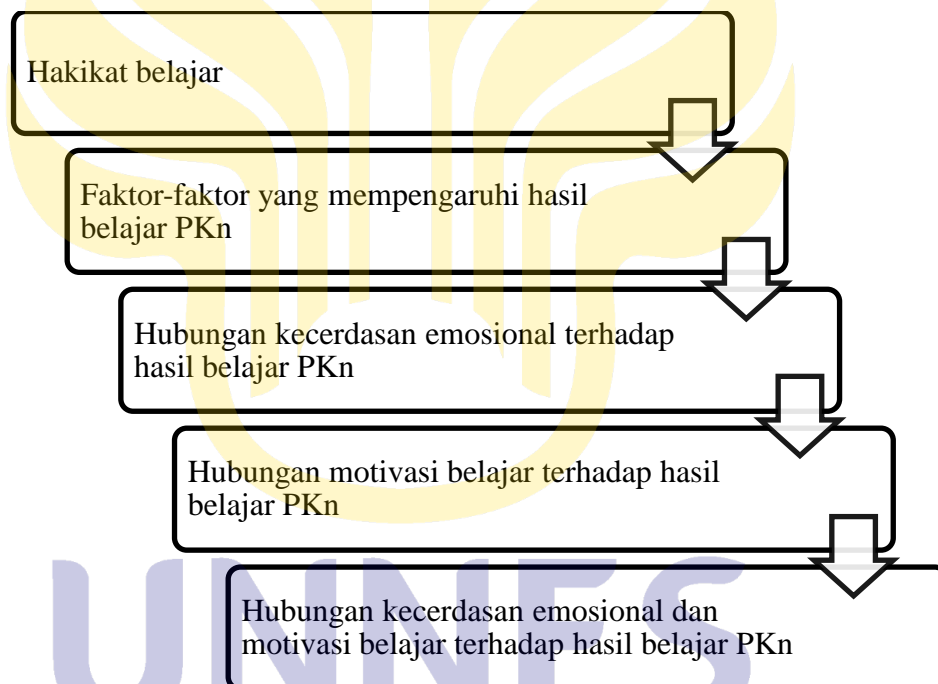 Hakikat belajar
Faktor-faktor yang mempengaruhi hasil
belajar PKn
Hubungan kecerdasan emosional terhadap
hasil belajar PKn
Hubungan motivasi belajar terhadap hasil
belajar PKn
Hubungan kecerdasan emosional dan
motivasi belajar terhadap hasil belajar PKn
UNNES